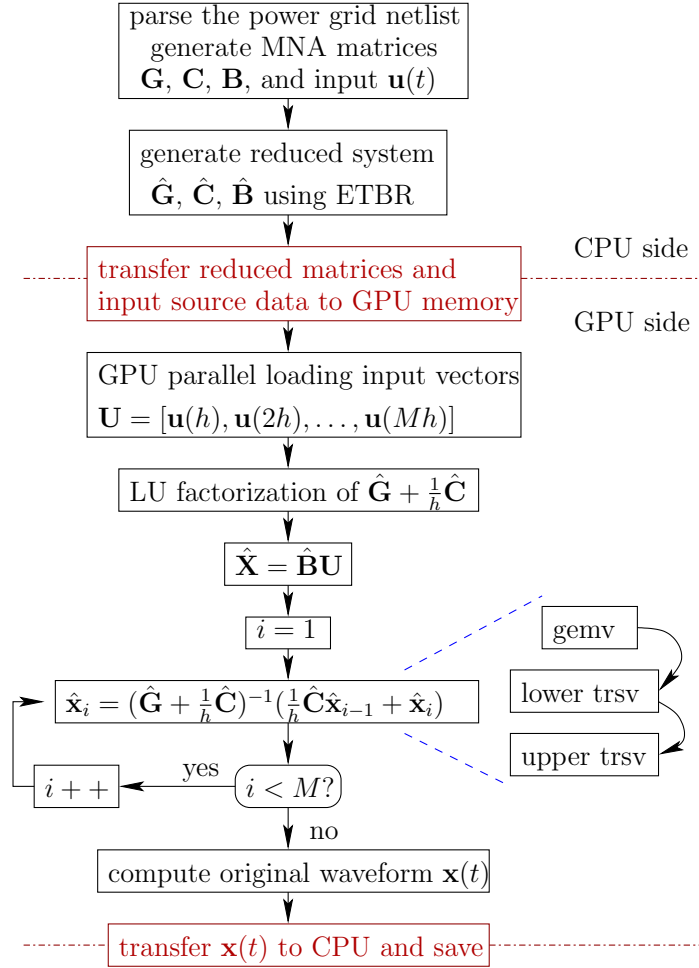 parse the power grid netlist
generate MNA matrices
G, C, B, and input u(t)
generate reduced system
Ĝ, Ĉ, B̂ using ETBR
CPU side
transfer reduced matrices and
input source data to GPU memory
GPU side
GPU parallel loading input vectors
U = [u(h), u(2h), . . . , u(Mh)]
LU factorization of Ĝ + 1/h Ĉ
X̂ = B̂U
i = 1
gemv
lower trsv
upper trsv
x̂ᵢ = (Ĝ + 1/h Ĉ)⁻¹(1/h Ĉx̂ᵢ₋₁ + x̂ᵢ)
yes
i + +
i < M?
no
compute original waveform x(t)
transfer x(t) to CPU and save